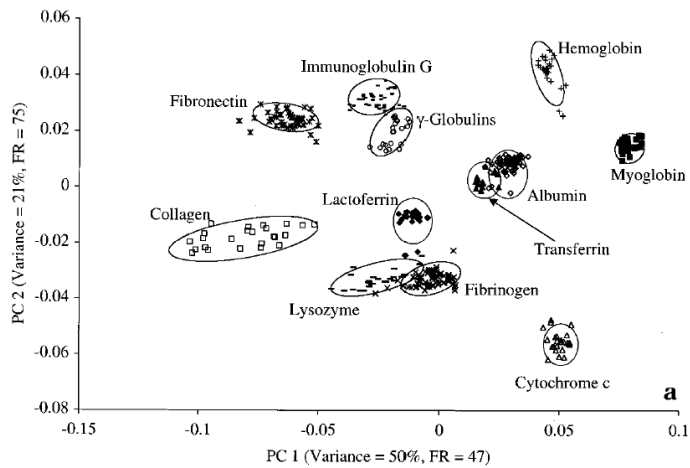 0.06
0.04
0.02
0
-0.02
-0.04
-0.06
-0.08
PC 2 (Variance = 21%, FR = 75)
Hemoglobin
Immunoglobulin G
Fibronectin
γ-Globulins
Myoglobin
Albumin
Lactoferrin
Collagen
Transferrin
Fibrinogen
Lysozyme
Cytochrome c
a
-0.15
-0.1
-0.05
0
0.05
0.1
PC 1 (Variance = 50%, FR = 47)